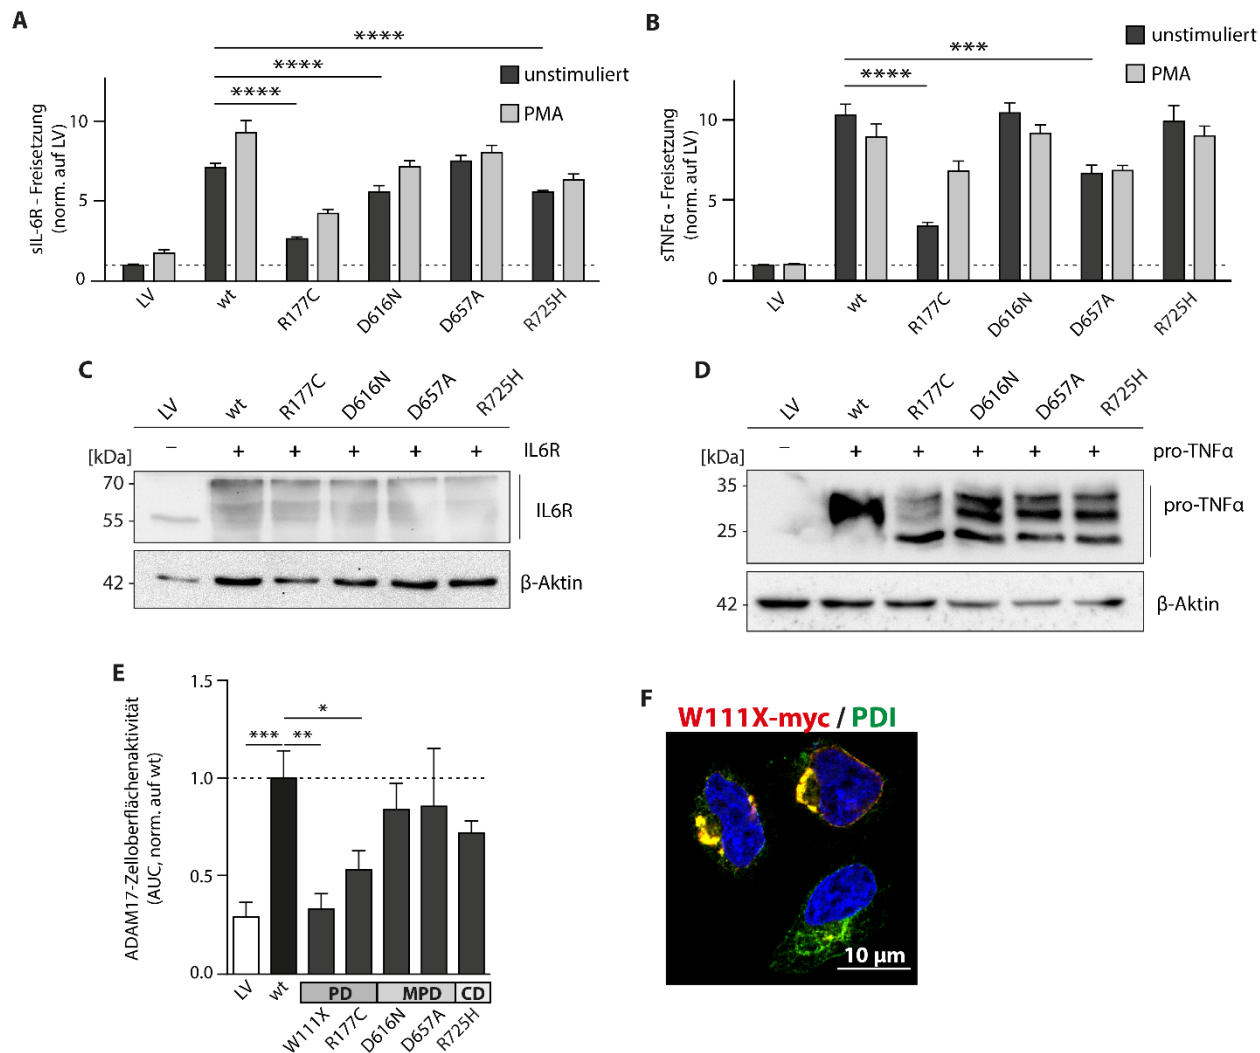 A
sIL-6R - Freisetzung
(norm. auf LV)
10
5
0
****
****
****
unstimuliert
PMA
LV
wt
R177C
D616N
D657A
R725H
B
sTNFα - Freisetzung
(norm. auf LV)
10
5
0
***
****
unstimuliert
PMA
LV
wt
R177C
D616N
D657A
R725H
C
LV
wt
R177C
D616N
D657A
R725H
– + + + + + IL6R
[kDa]
70
55
IL6R
42
β-Aktin
D
LV
wt
R177C
D616N
D657A
R725H
– + + + + + pro-TNFα
[kDa]
35
25
pro-TNFα
42
β-Aktin
E
ADAM17-Zelloberflächenaktivität
(AUC, norm. auf wt)
1.5
1.0
0.5
0.0
*
*** **
LV
wt
PD MPD CD
W111X
R177C
D616N
D657A
R725H
F
W111X-myc / PDI
10 µm